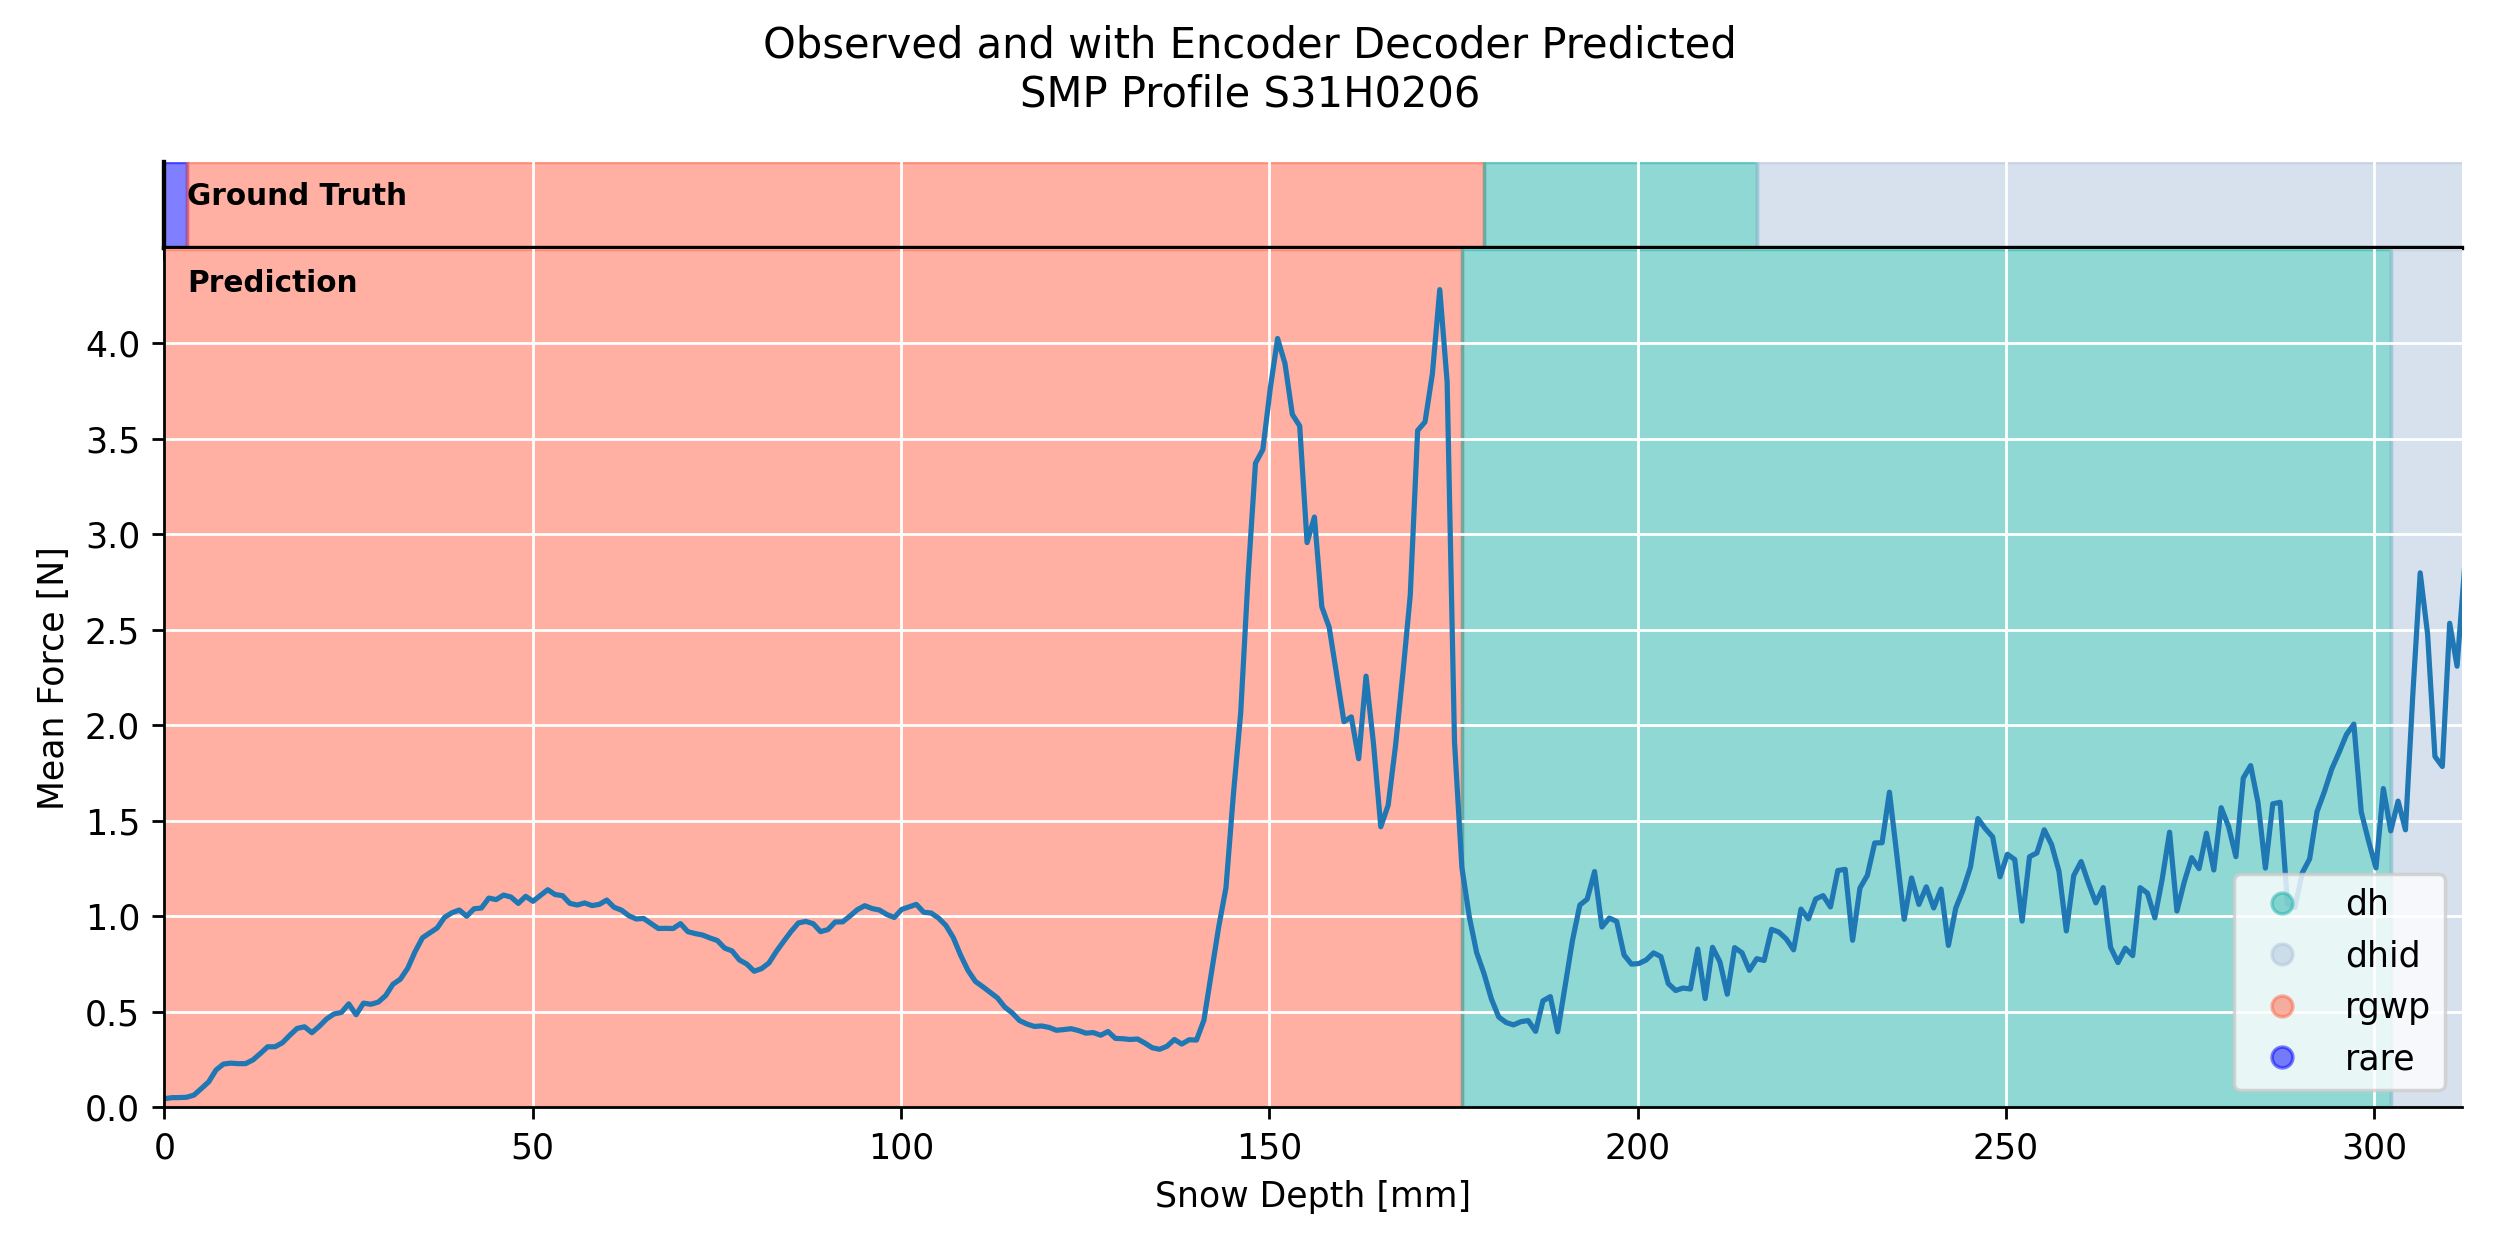 Observed and with Encoder Decoder Predicted
SMP Profile S31H0206
Ground Truth
Prediction
4.0
3.5
3.0
2.5
2.0
1.5
1.0
0.5
0.0
Mean Force [N]
dh
dhid
rgwp
rare
0 50 100 150 200 250 300
Snow Depth [mm]